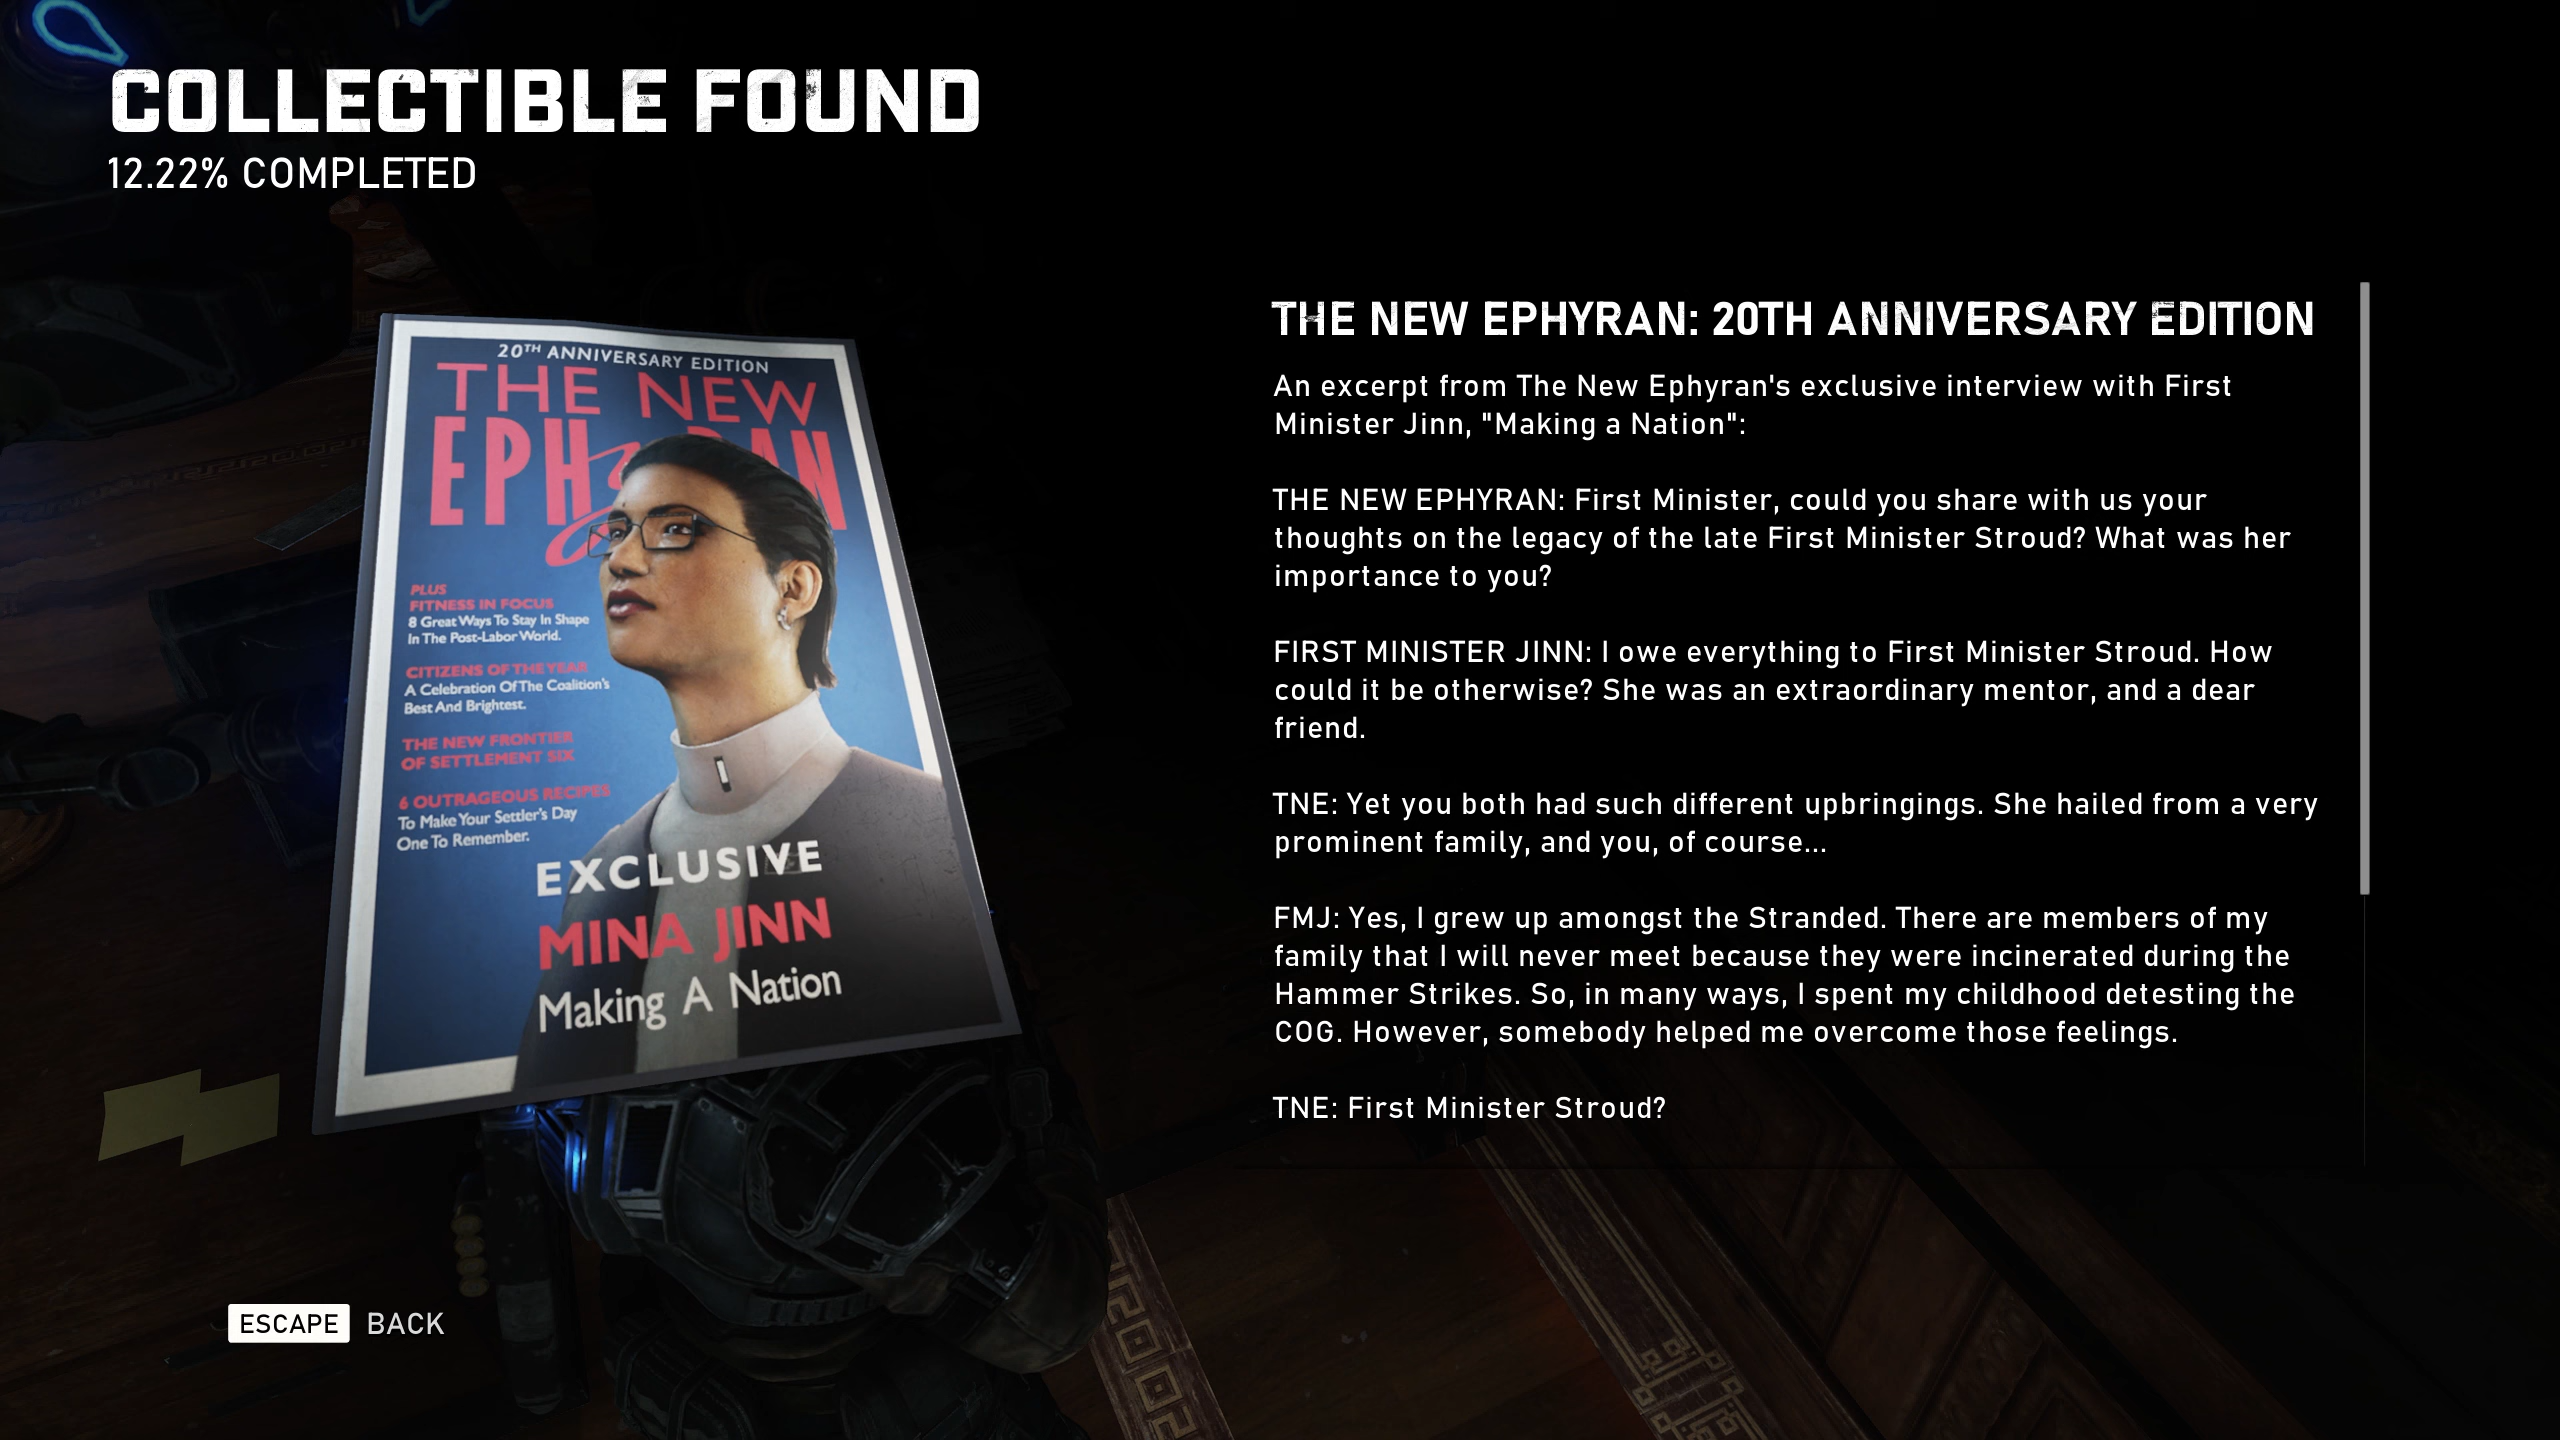 COLLECTIBLE FOUND
12.22% COMPLETED
20TH ANNIVERSARY EDITION
THE NEW
EPHYRAN
PLUS
FITNESS IN FOCUS
8 Great Ways To Stay In Shape
In The Post-Labor World.
CITIZENS OF THE YEAR
A Celebration Of The Coalition's
Best And Brightest.
THE NEW FRONTIER
OF SETTLEMENT SIX
6 OUTRAGEOUS RECIPES
To Make Your Settler's Day
One To Remember.
EXCLUSIVE
MINA JINN
Making A Nation
THE NEW EPHYRAN: 20TH ANNIVERSARY EDITION
An excerpt from The New Ephyran's exclusive interview with First
Minister Jinn, "Making a Nation":
THE NEW EPHYRAN: First Minister, could you share with us your
thoughts on the legacy of the late First Minister Stroud? What was her
importance to you?
FIRST MINISTER JINN: I owe everything to First Minister Stroud. How
could it be otherwise? She was an extraordinary mentor, and a dear
friend.
TNE: Yet you both had such different upbringings. She hailed from a very
prominent family, and you, of course...
FMJ: Yes, I grew up amongst the Stranded. There are members of my
family that I will never meet because they were incinerated during the
Hammer Strikes. So, in many ways, I spent my childhood detesting the
COG. However, somebody helped me overcome those feelings.
TNE: First Minister Stroud?
ESCAPE BACK